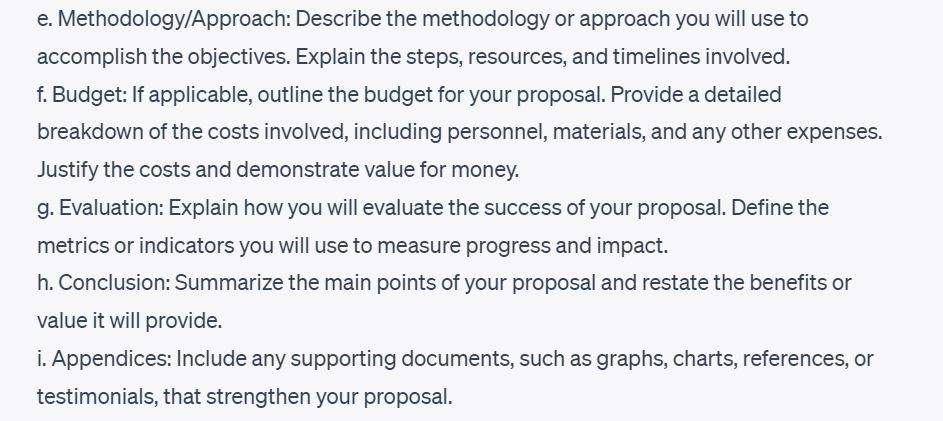 e. Methodology/Approach: Describe the methodology or approach you will use to
accomplish the objectives. Explain the steps, resources, and timelines involved.
f. Budget: If applicable, outline the budget for your proposal. Provide a detailed
breakdown of the costs involved, including personnel, materials, and any other expenses.
Justify the costs and demonstrate value for money.
g. Evaluation: Explain how you will evaluate the success of your proposal. Define the
metrics or indicators you will use to measure progress and impact.
h. Conclusion: Summarize the main points of your proposal and restate the benefits or
value it will provide.
i. Appendices: Include any supporting documents, such as graphs, charts, references, or
testimonials, that strengthen your proposal.